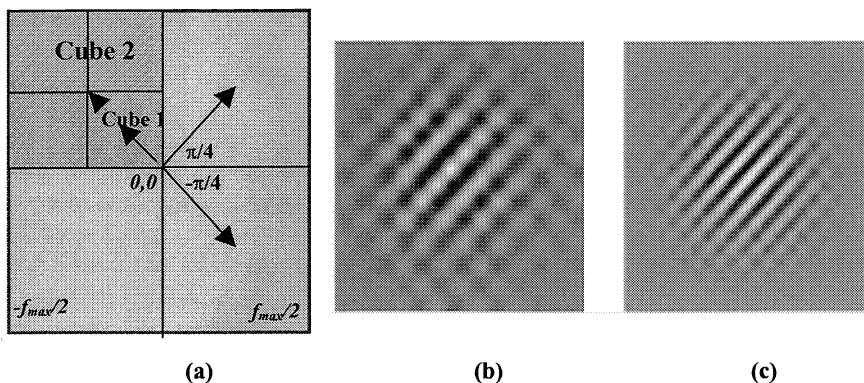 Cube 2
Cube 1
π/4
0,0
-π/4
-fmax/2
fmax/2
(a)
(b)
(c)